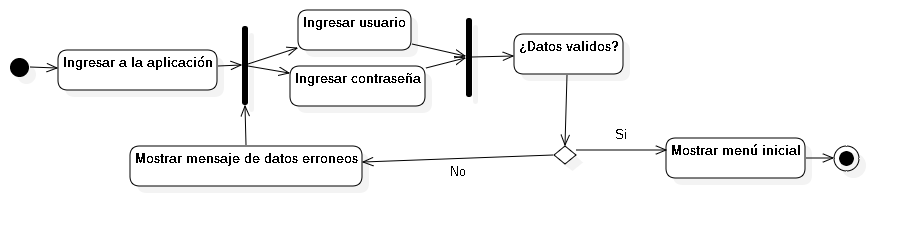 Ingresar usuario
¿Datos validos?
Ingresar a la aplicación
Ingresar contraseña
Si
Mostrar mensaje de datos erroneos
Mostrar menú inicial
No